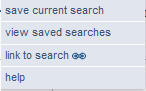 save current search
view saved searches
link to search
help